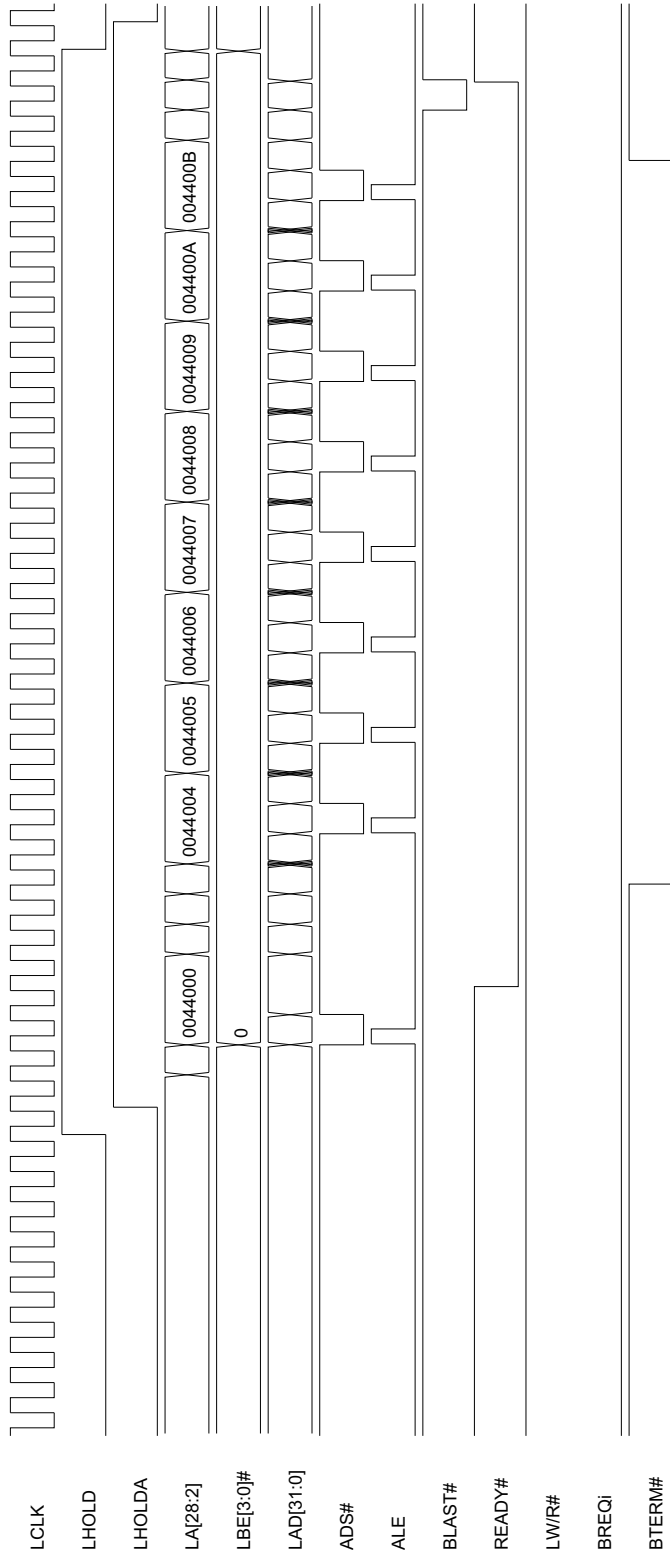 LCLK
LHOLD
LHOLDA
LA[28:2]
0044000
0044004
0044005
0044006
0044007
0044008
0044009
004400A
004400B
LBE[3:0]#
0
LAD[31:0]
ADS#
ALE
BLAST#
READY#
LW/R#
BREQi
BTERM#